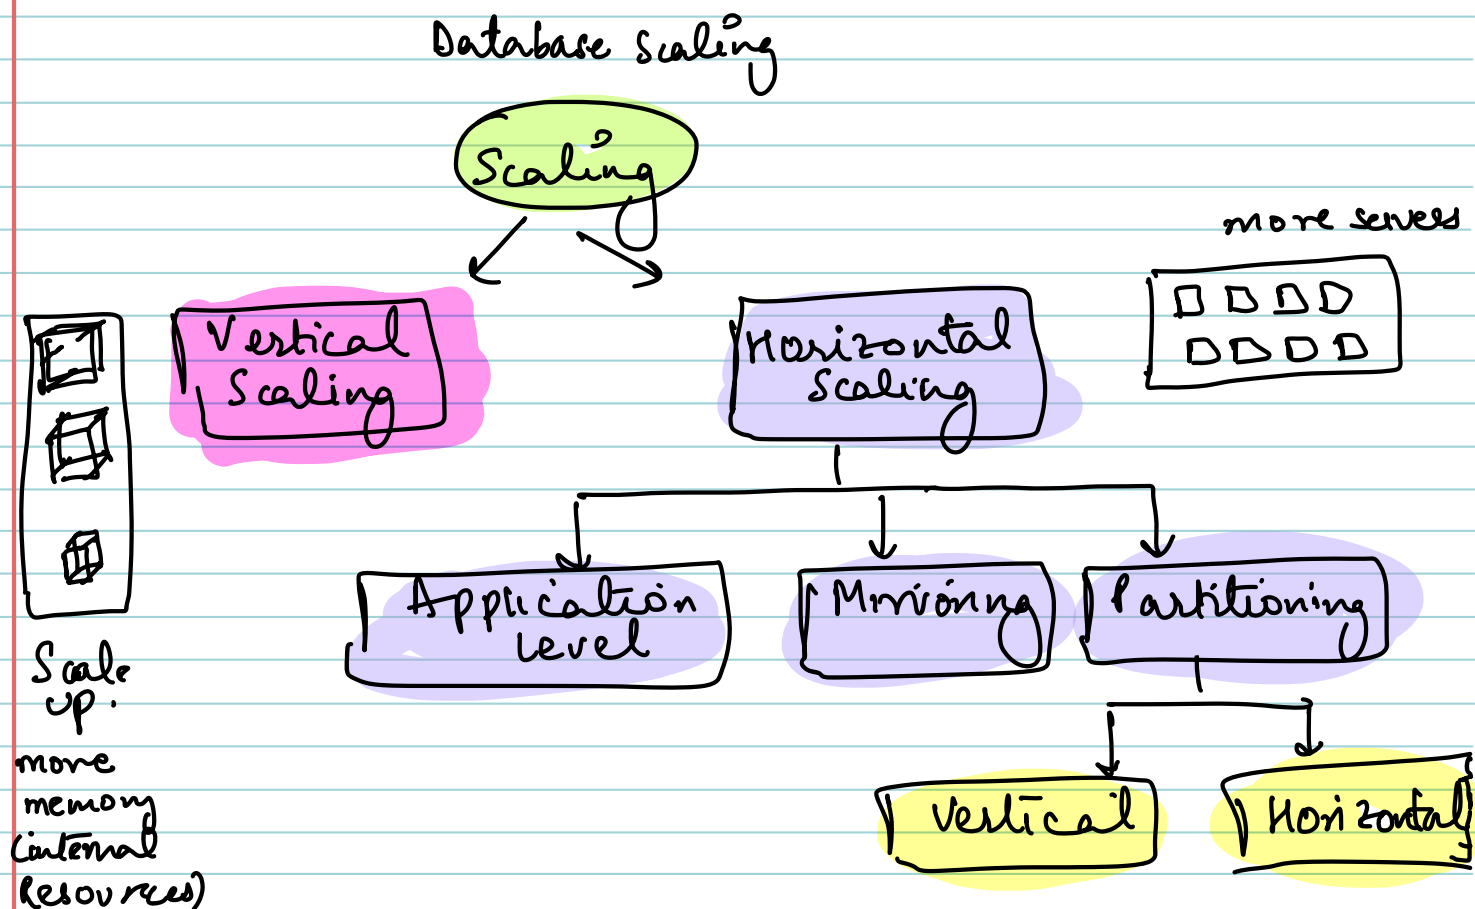 Database Scaling
Scaling
more servers
Vertical
Scaling
Horizontal
Scaling
Application
Level
Mirroring
Partitioning
Scale
up.
more
memory
(internal
resources)
Vertical
Horizontal